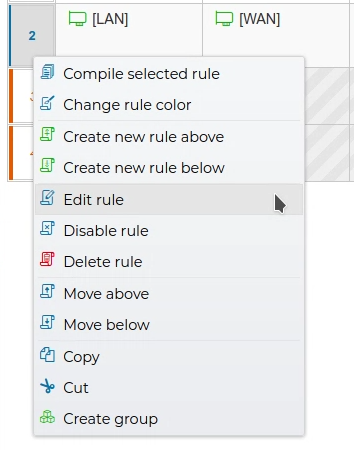 2 [LAN] [WAN]
Compile selected rule
Change rule color
Create new rule above
Create new rule below
Edit rule
Disable rule
Delete rule
Move above
Move below
Copy
Cut
Create group